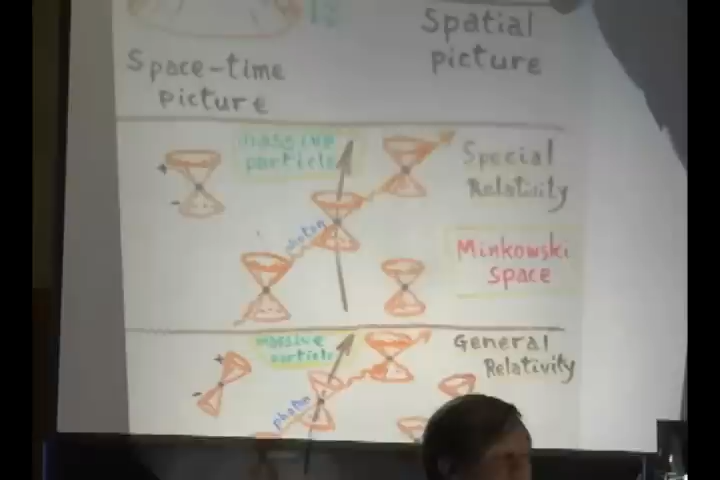 Spatial
picture
Space-time
picture
massive
particle
Special
Relativity
+
-
photon
Minkowski
space
massive
particle
General
Relativity
+
-
photon